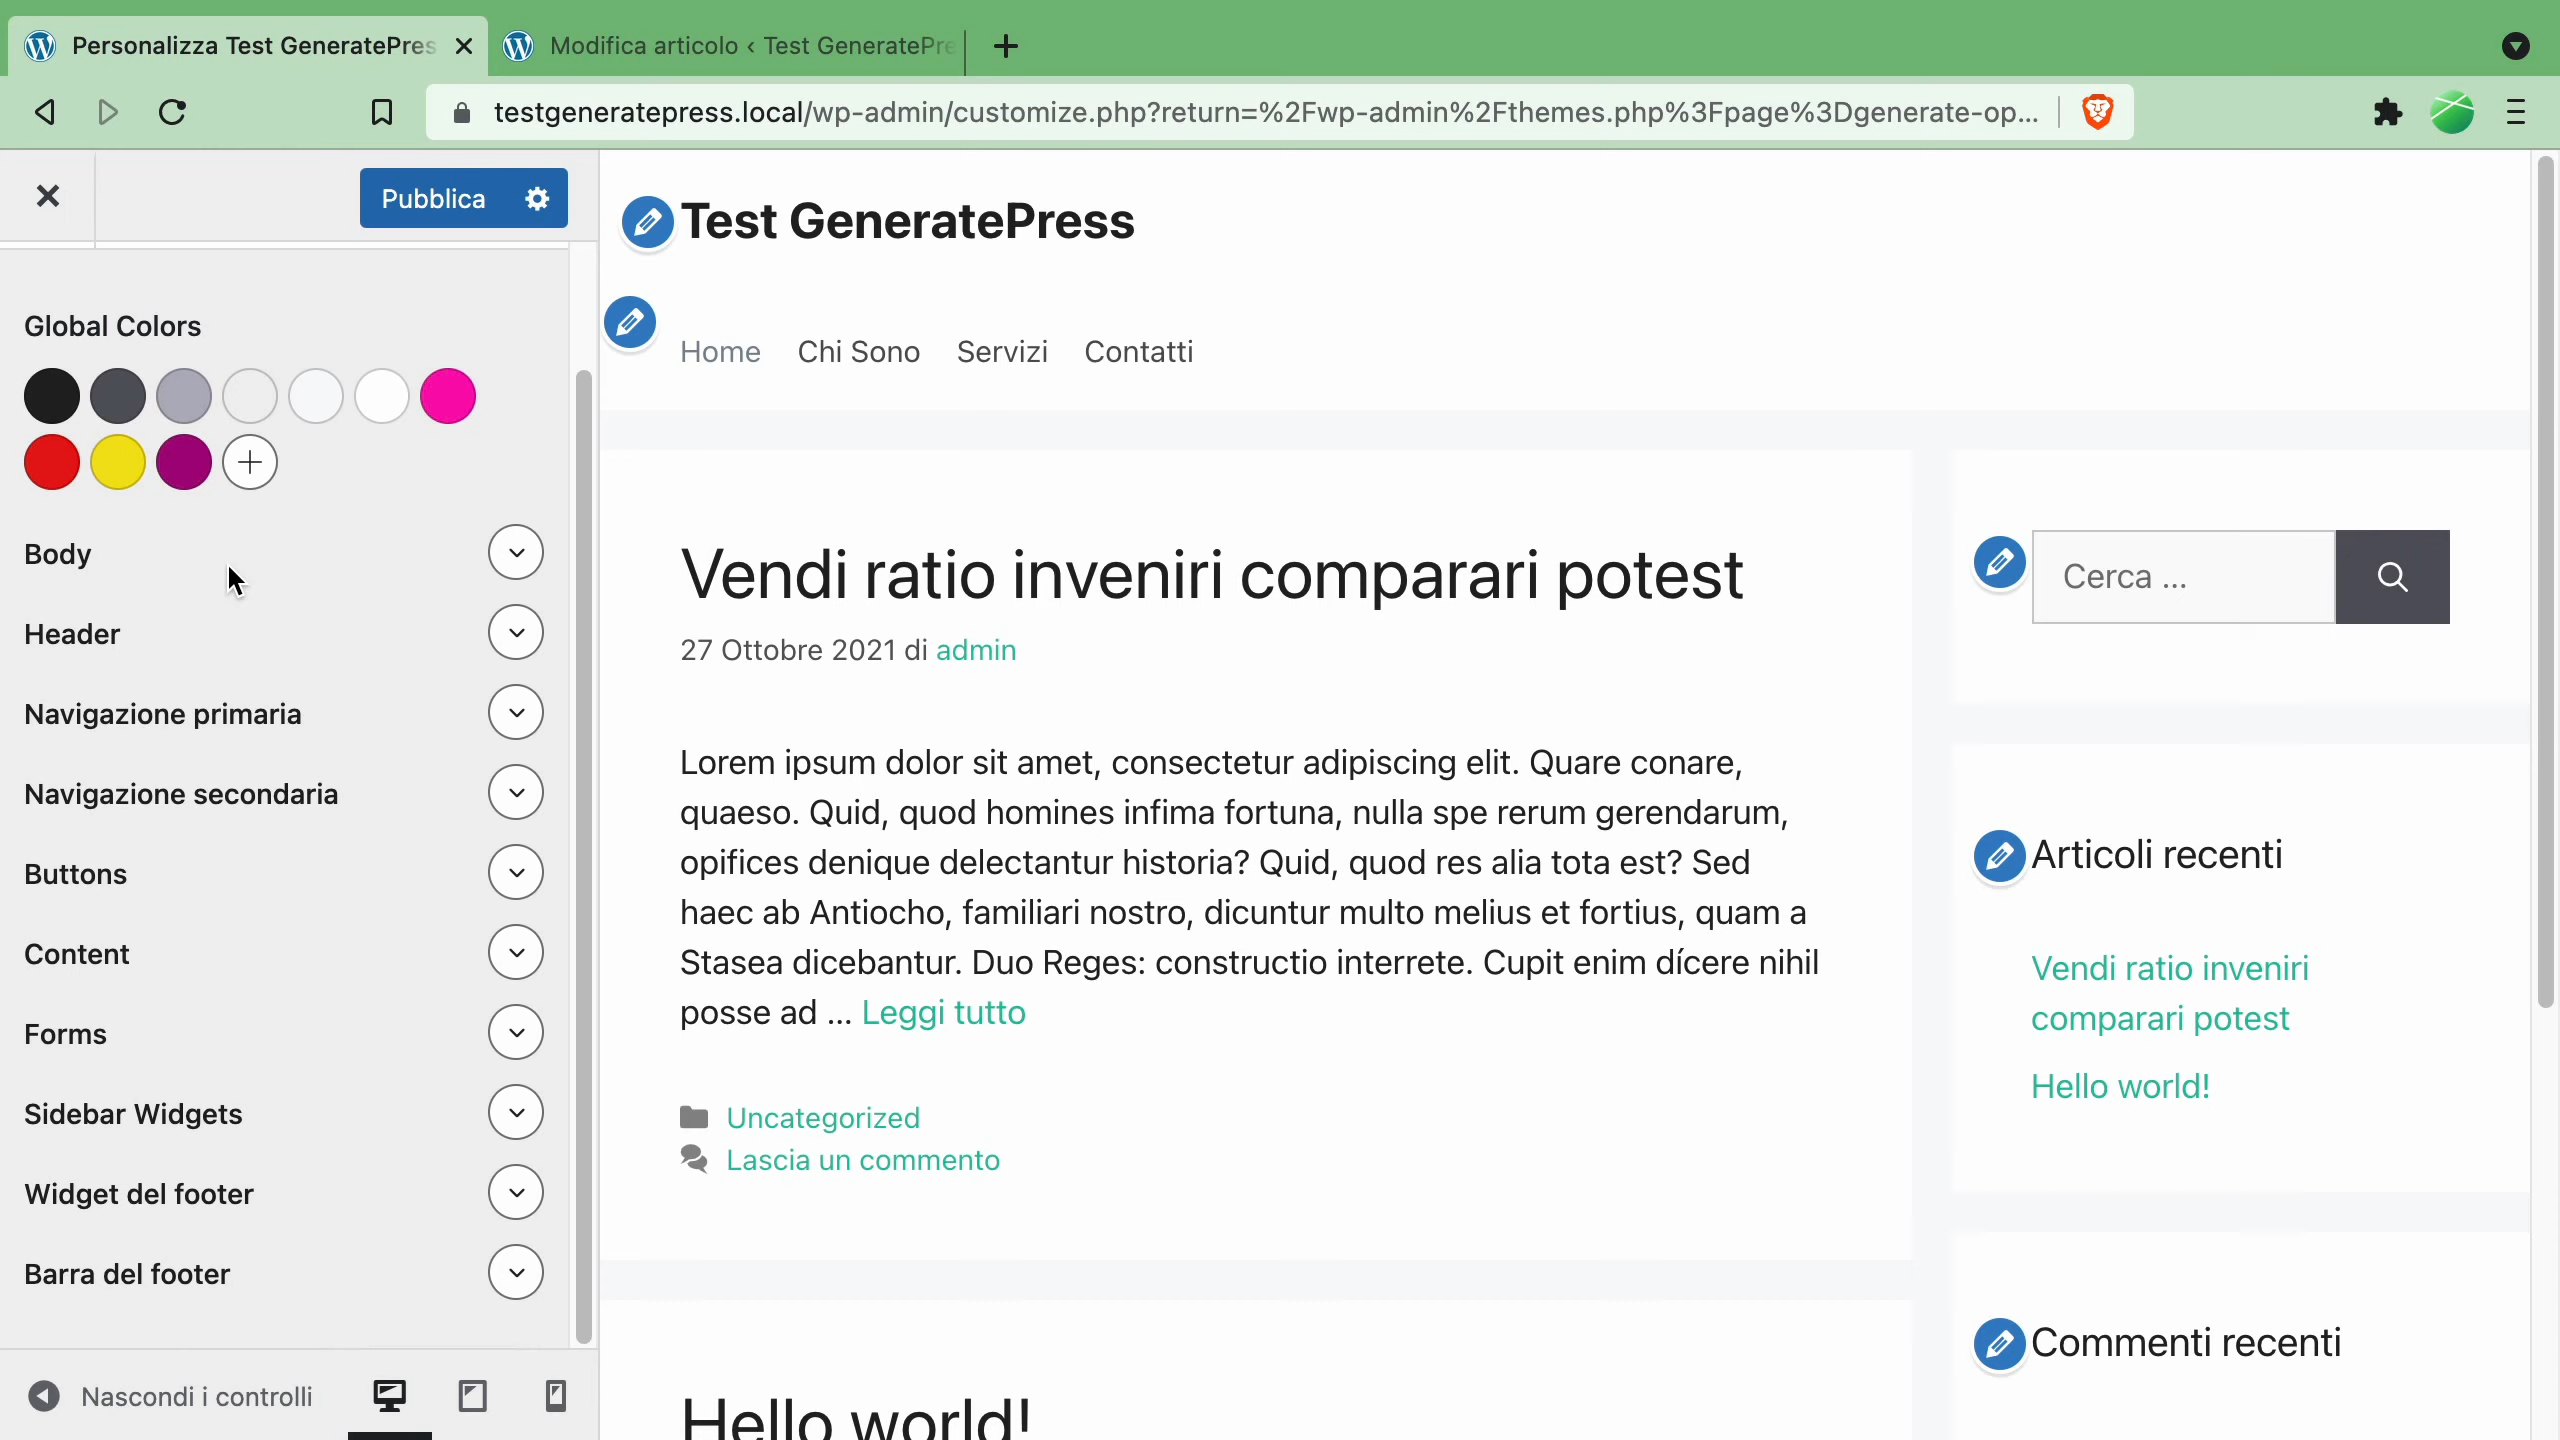 Personalizza Test GeneratePres
Modifica articolo ‹ Test GeneratePre
testgeneratepress.local/wp-admin/customize.php?return=%2Fwp-admin%2Fthemes.php%3Fpage%3Dgenerate-op...
Pubblica
Global Colors
Body
Header
Navigazione primaria
Navigazione secondaria
Buttons
Content
Forms
Sidebar Widgets
Widget del footer
Barra del footer
Nascondi i controlli
Test GeneratePress
Home Chi Sono Servizi Contatti
Vendi ratio inveniri comparari potest
27 Ottobre 2021 di admin
Lorem ipsum dolor sit amet, consectetur adipiscing elit. Quare conare,
quaeso. Quid, quod homines infima fortuna, nulla spe rerum gerendarum,
opifices denique delectantur historia? Quid, quod res alia tota est? Sed
haec ab Antiocho, familiari nostro, dicuntur multo melius et fortius, quam a
Stasea dicebantur. Duo Reges: constructio interrete. Cupit enim dícere nihil
posse ad ... Leggi tutto
Uncategorized
Lascia un commento
Hello world!
Cerca ...
Articoli recenti
Vendi ratio inveniri
comparari potest
Hello world!
Commenti recenti